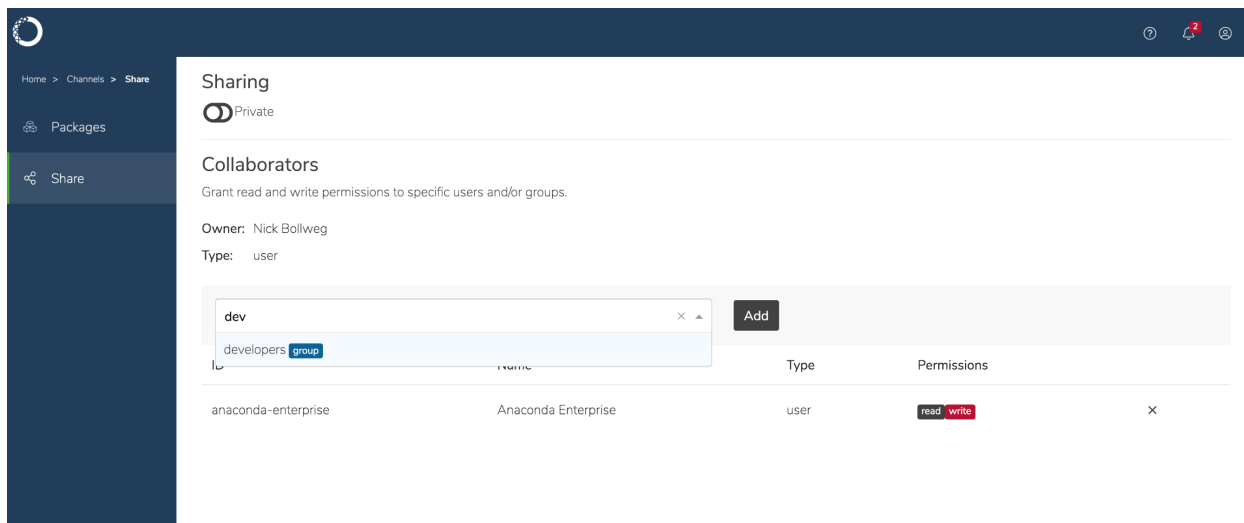 2
Home > Channels > Share
Packages
Share
Sharing
Private
Collaborators
Grant read and write permissions to specific users and/or groups.
Owner: Nick Bollweg
Type: user
dev
Add
developers group
ID Name Type Permissions
anaconda-enterprise Anaconda Enterprise user read write